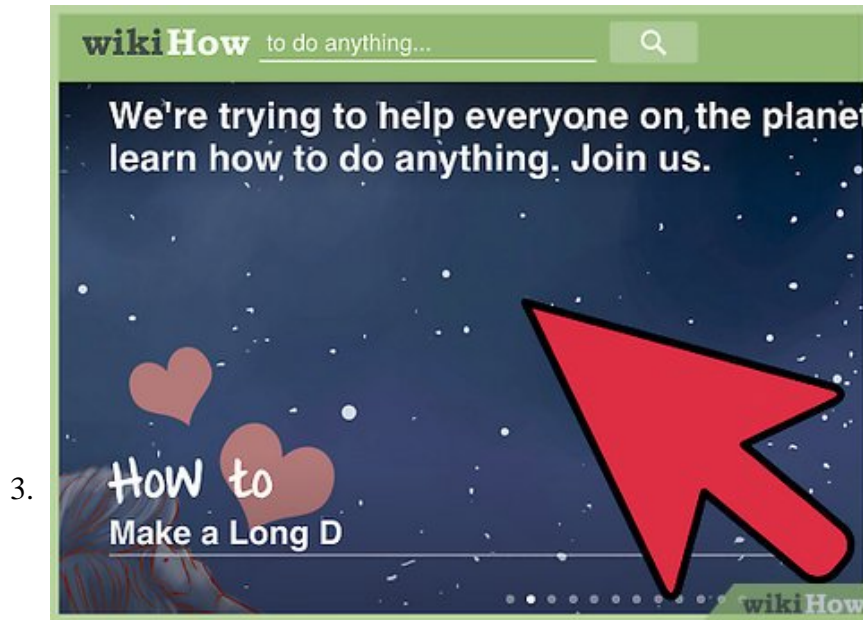 wikiHow to do anything...
We're trying to help everyone on the planet
learn how to do anything. Join us.
3.
How to
Make a Long D
wikiHow